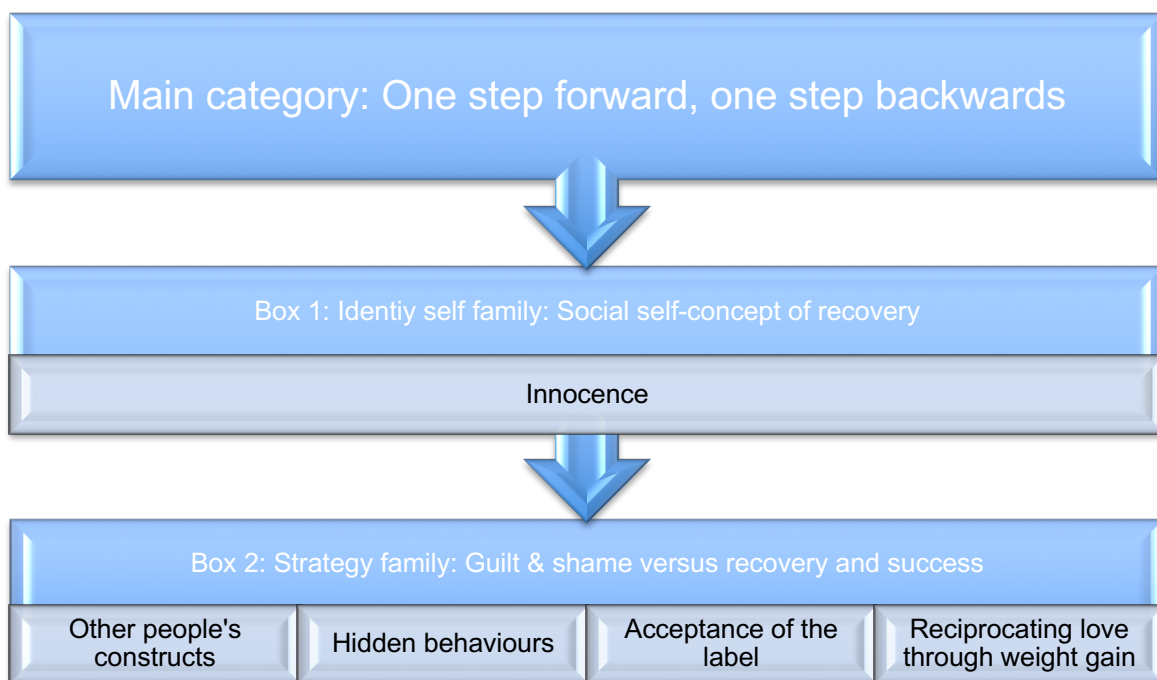 Main category: One step forward, one step backwards
Box 1: Identiy self family: Social self-concept of recovery
Innocence
Box 2: Strategy family: Guilt & shame versus recovery and success
Other people's
constructs
Hidden behaviours
Acceptance of the
label
Reciprocating love
through weight gain